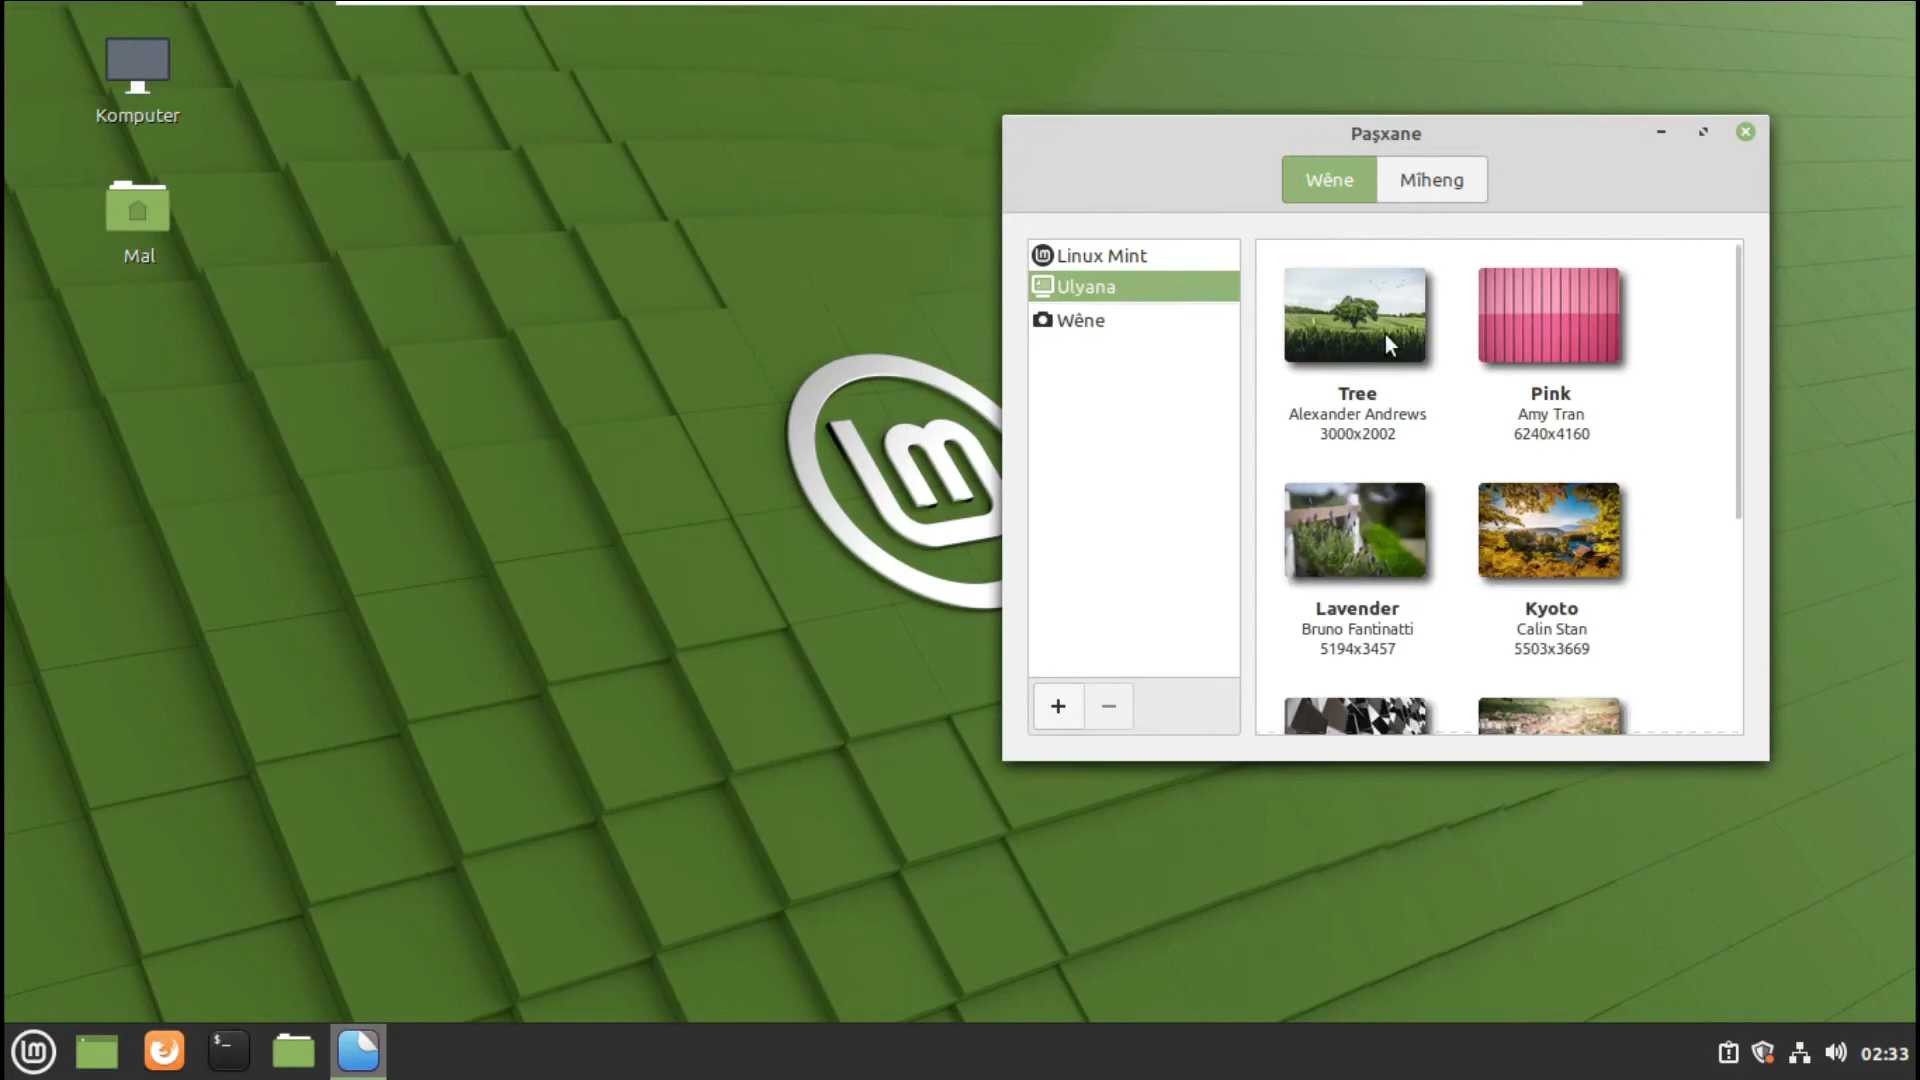 Komputer
Mal
Paşxane
Wêne
Mîheng
Linux Mint
Ulyana
Wêne
Tree
Alexander Andrews
3000x2002
Pink
Amy Tran
6240x4160
Lavender
Bruno Fantinatti
5194x3457
Kyoto
Calin Stan
5503x3669
$_
02:33